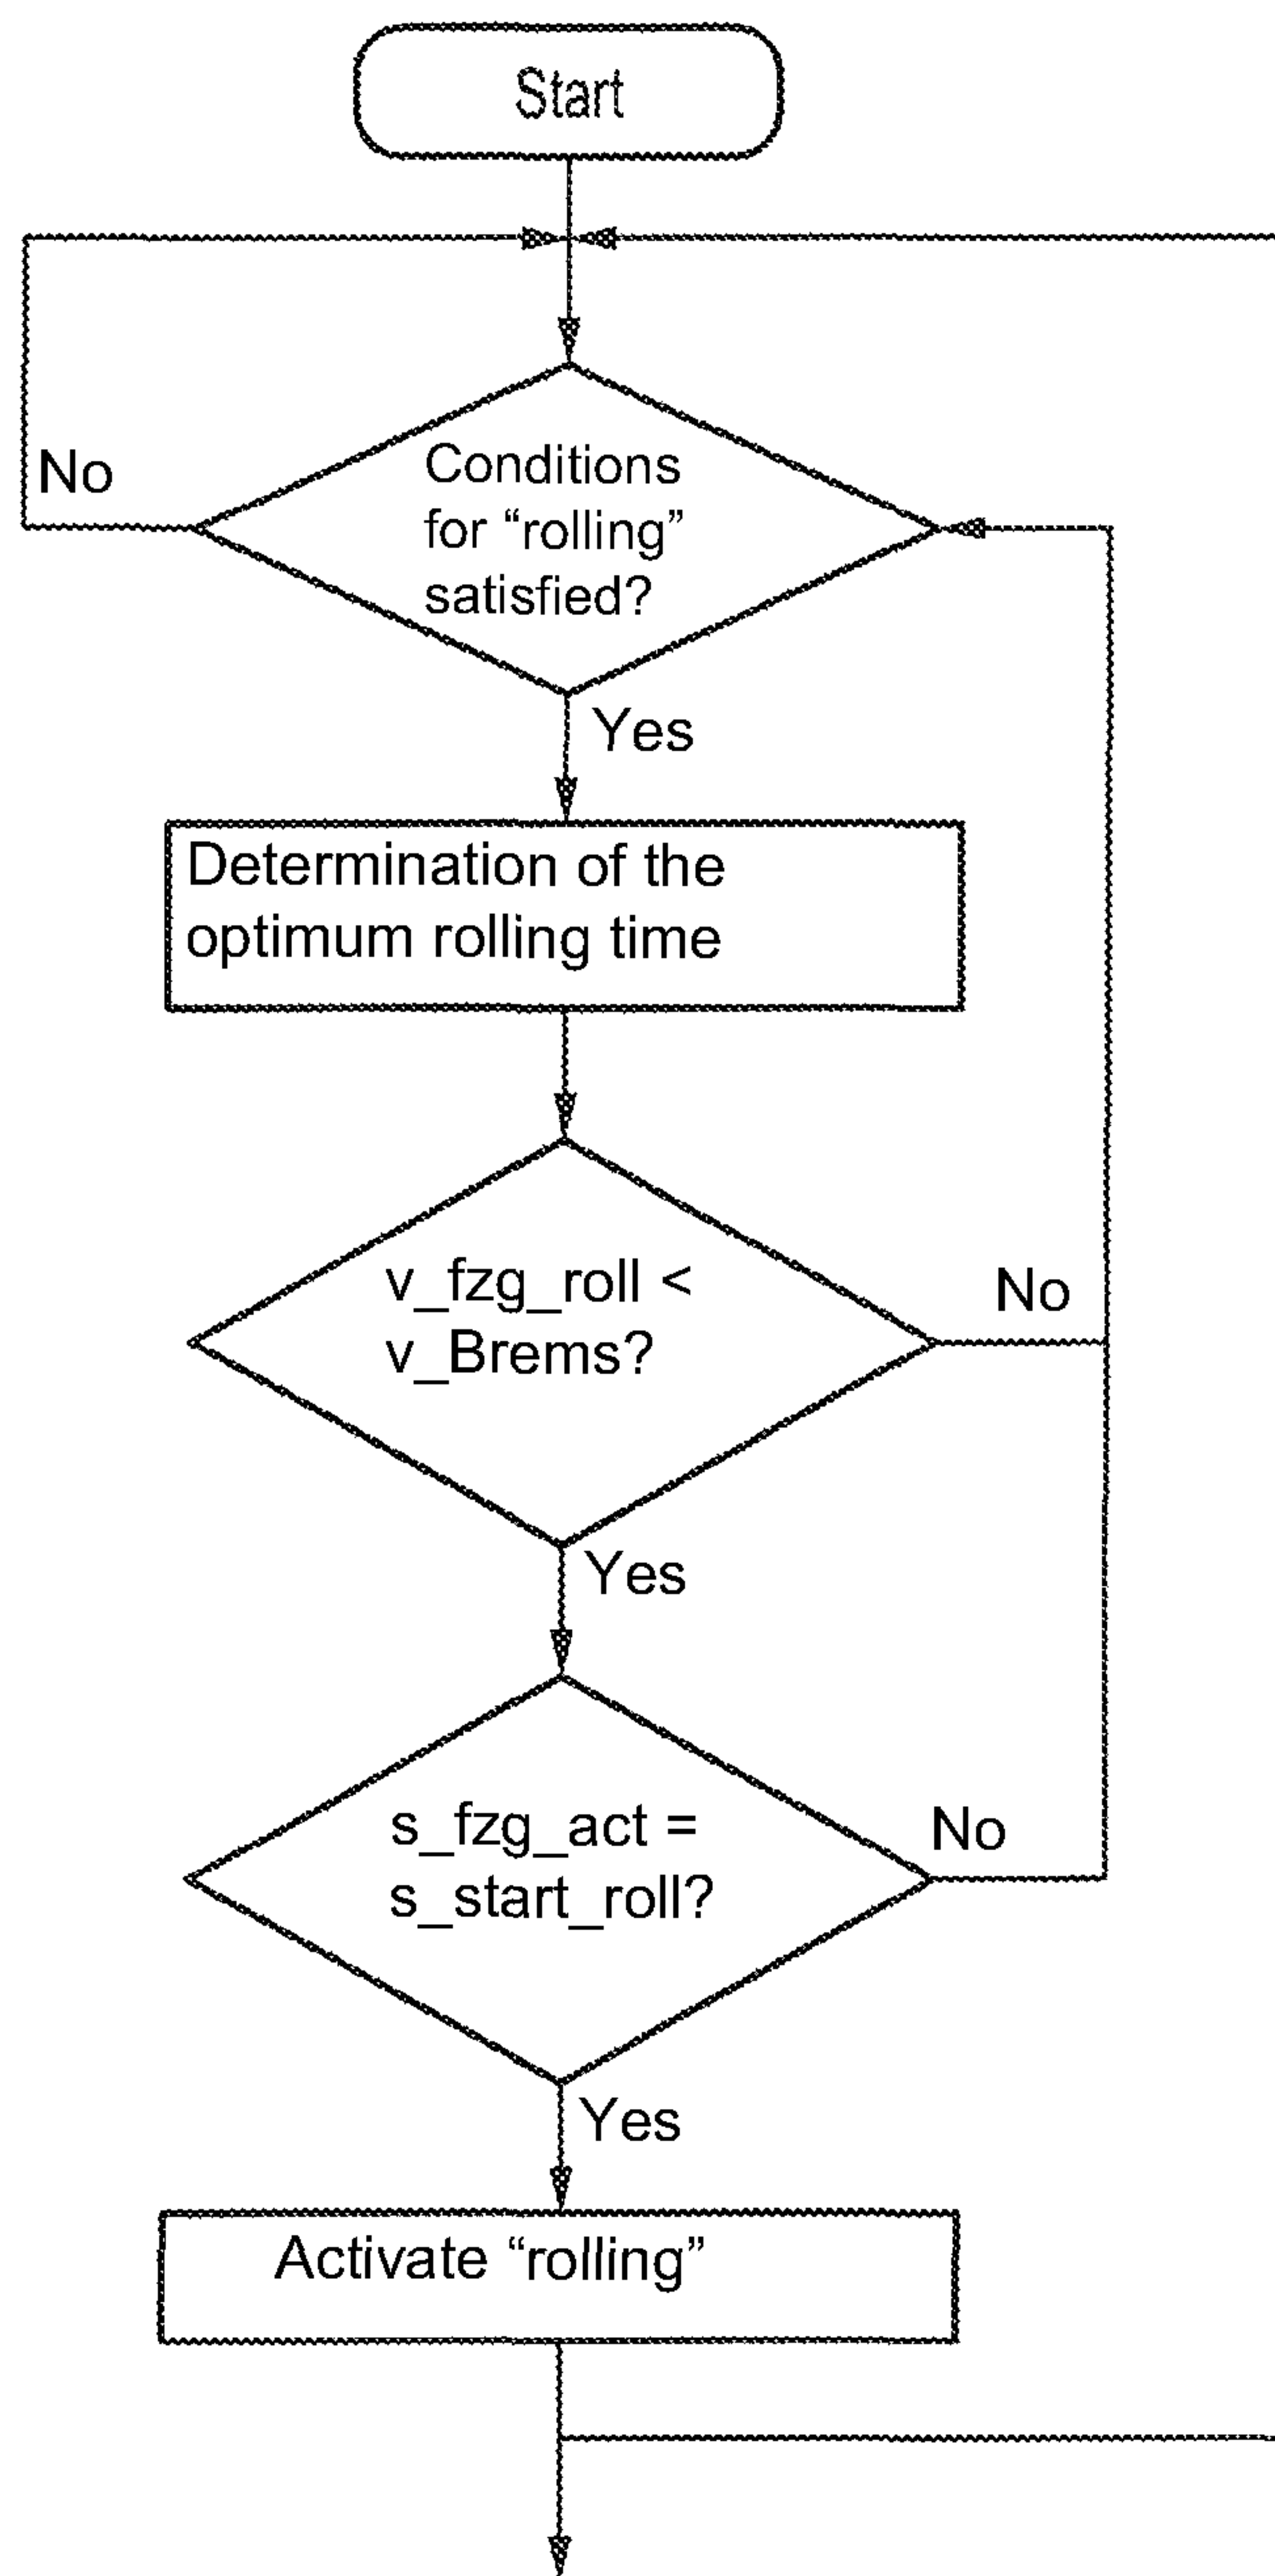 Start
No
Conditions
for “rolling”
satisfied?
Yes
Determination of the
optimum rolling time
v_fzg_roll <
v_Brems?
No
Yes
s_fzg_act =
s_start_roll?
No
Yes
Activate “rolling”